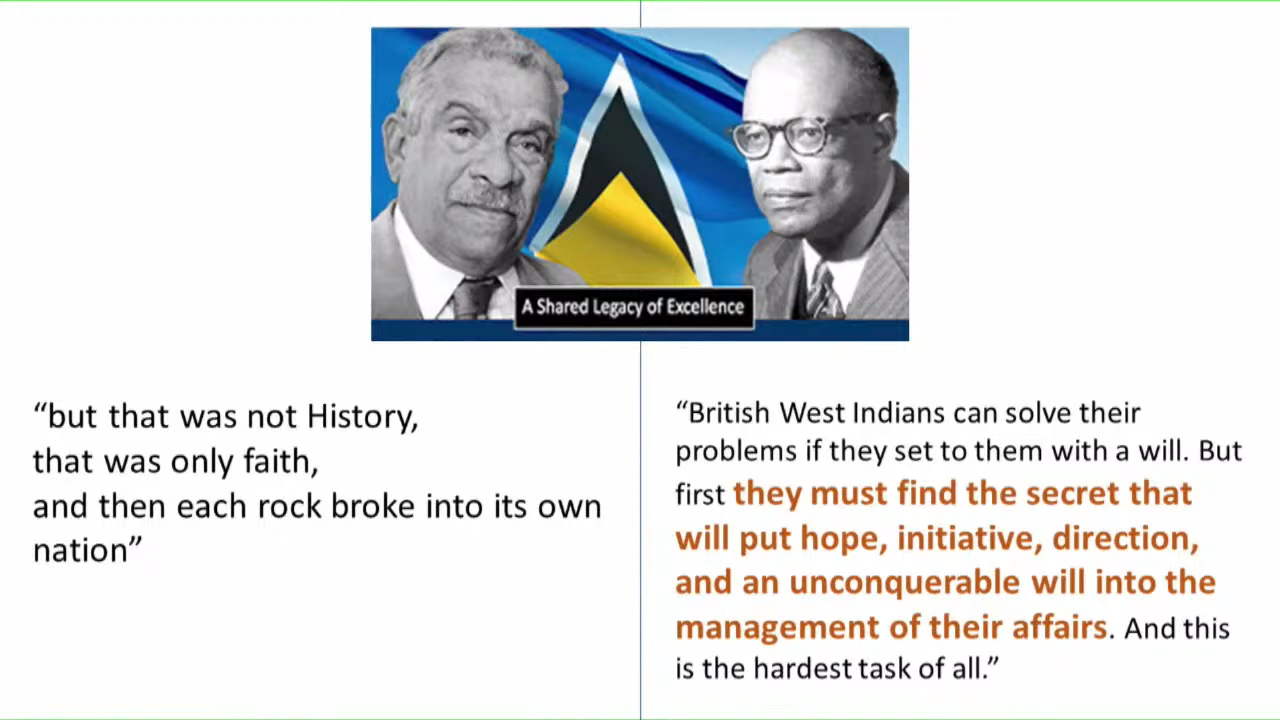 A Shared Legacy of Excellence
“but that was not History,
that was only faith,
and then each rock broke into its own
nation”
“British West Indians can solve their
problems if they set to them with a will. But
first they must find the secret that
will put hope, initiative, direction,
and an unconquerable will into the
management of their affairs. And this
is the hardest task of all.”